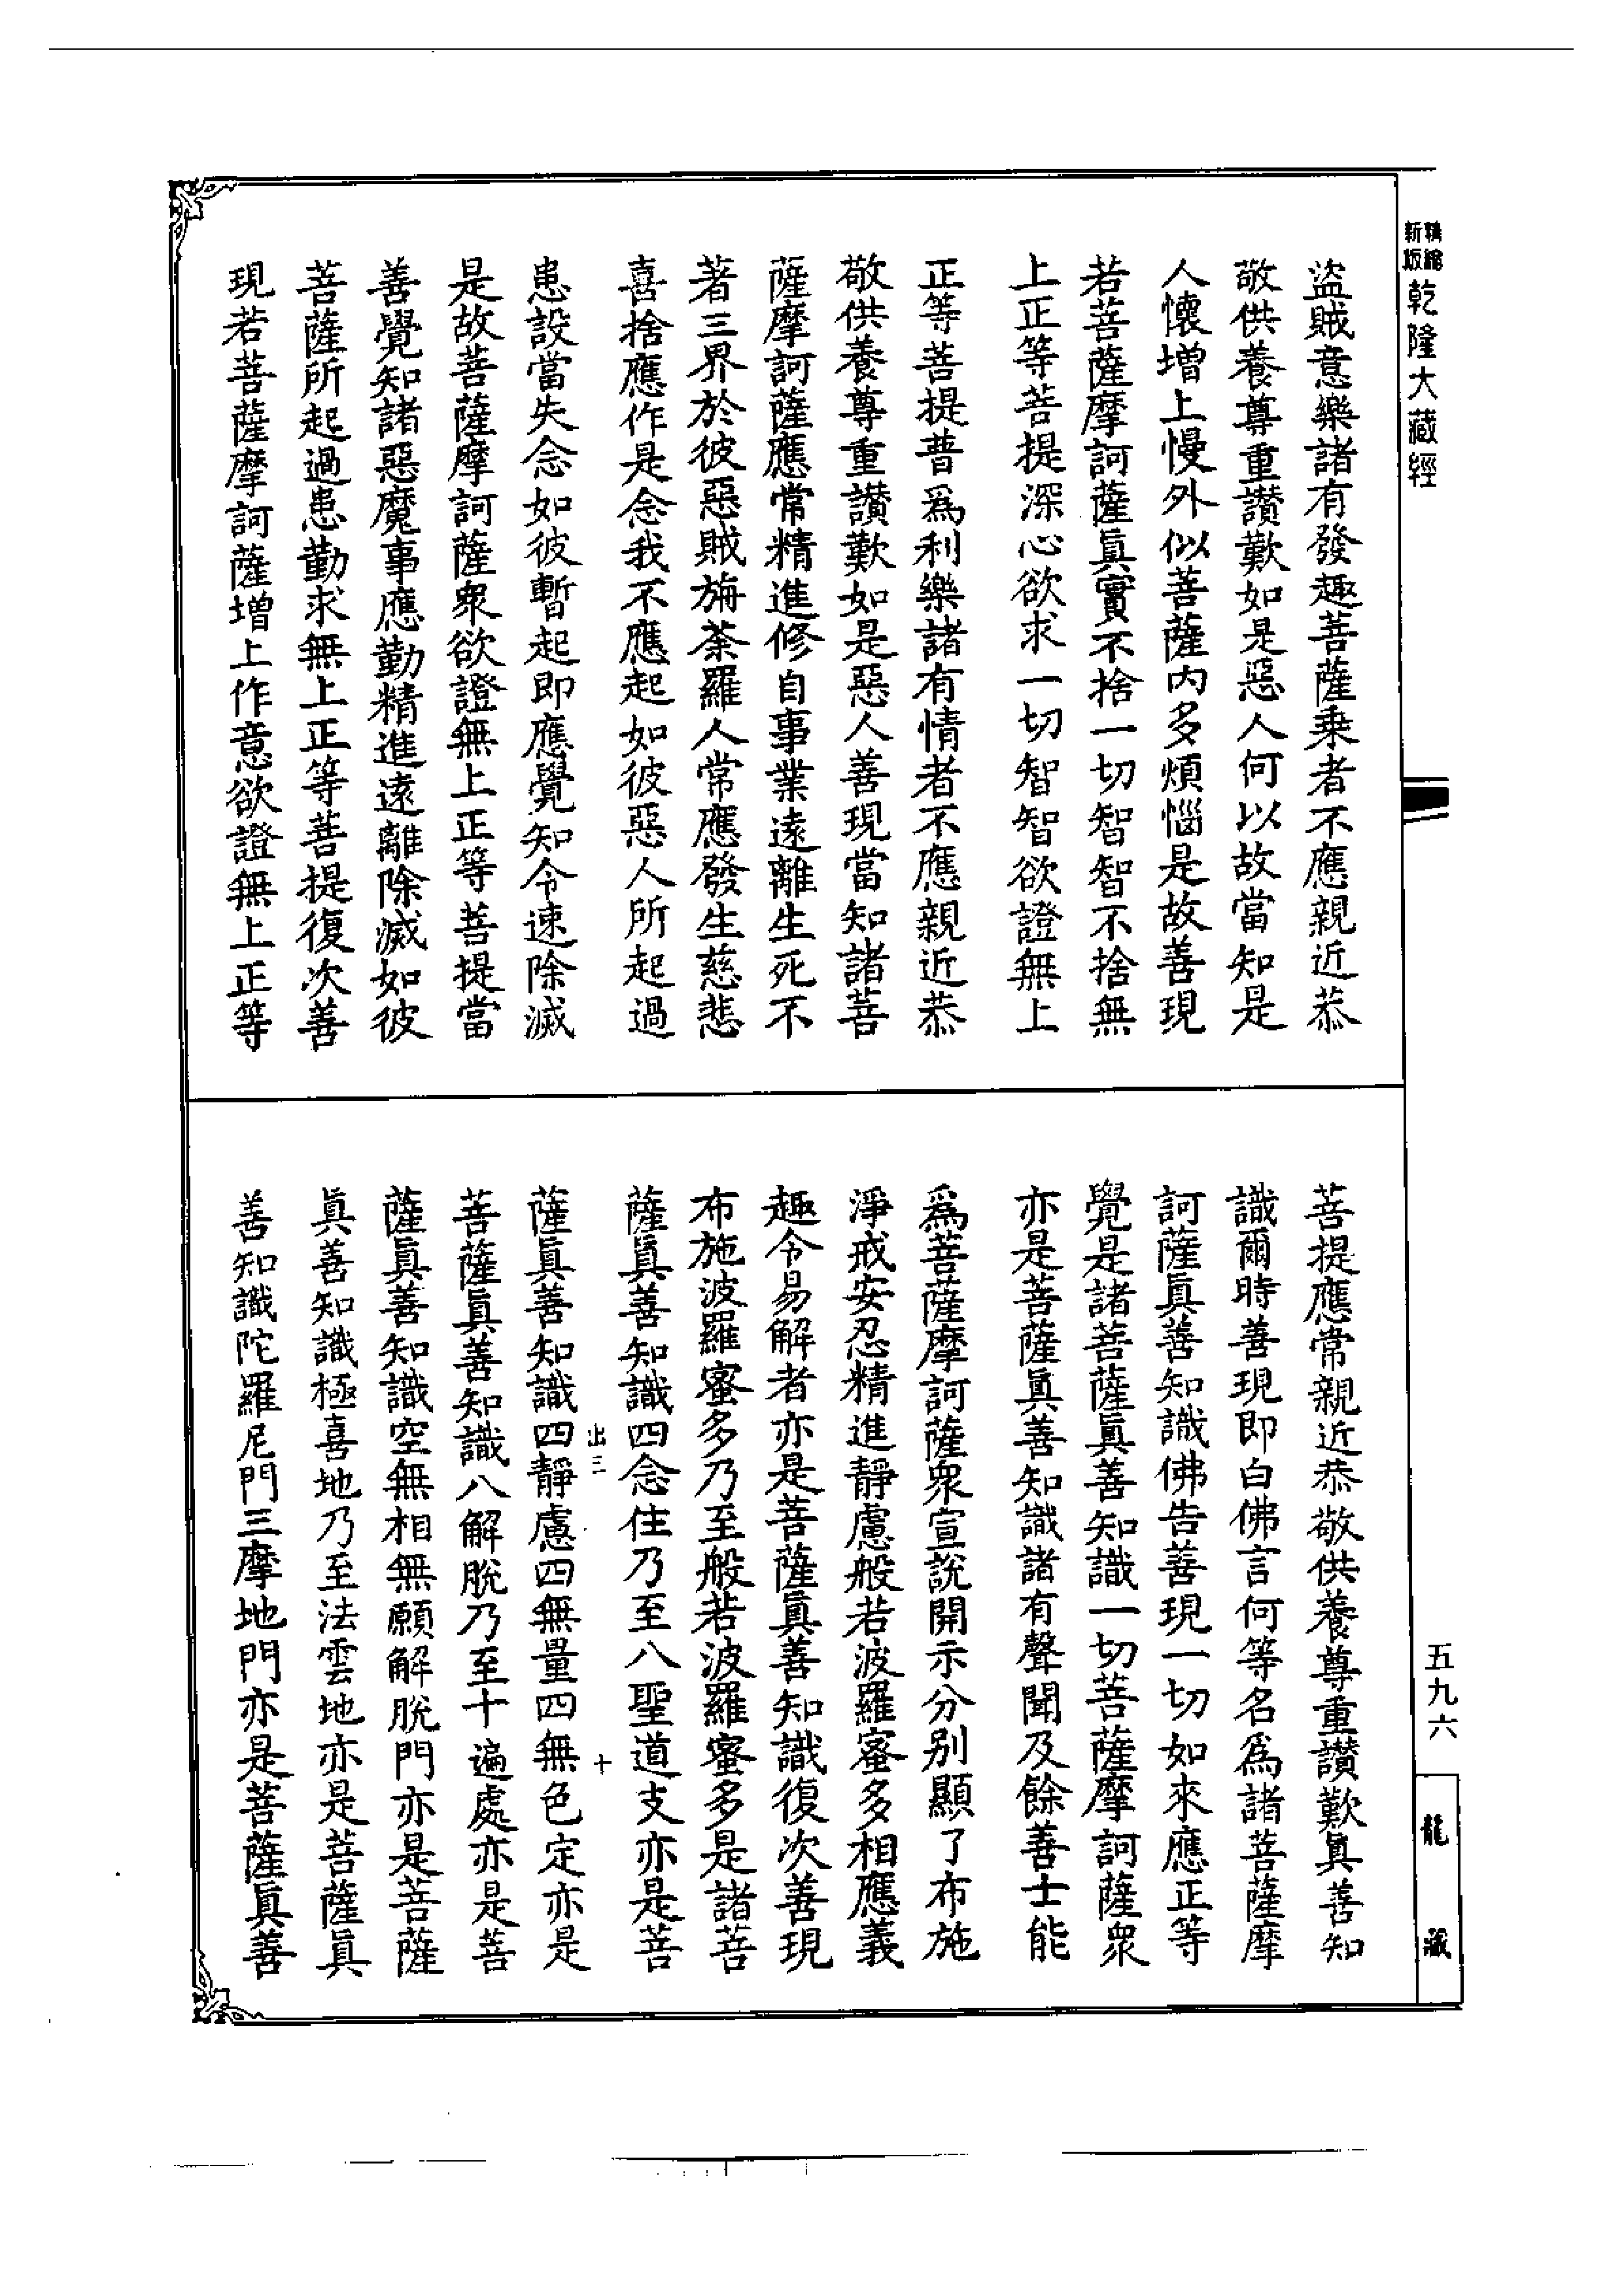 新編縮版乾隆大藏經
盜賊意樂諸有發趣菩薩乘者不應親近恭
敬供養尊重讚歎如是惡人何以故當知是
人懷增上慢外似菩薩內多煩惱是故善現
若菩薩摩訶薩眞實不捨一切智智不捨無
上正等菩提深心欲求一切智智欲證無上
正等菩提普爲利樂諸有情者不應親近恭
敬供養尊重讚歎如是惡人善現當知諸菩
薩摩訶薩應常精進修自事業遠離生死不
著三界於彼惡賊旃荼羅人常應發生慈悲
喜捨應作是念我不應起如彼惡人所起過
患設當失念如彼暫起即應覺知令速除滅
是故菩薩摩訶薩衆欲證無上正等菩提當
善覺知諸惡魔事應勤精進遠離除滅如彼
菩薩所起過患勤求無上正等菩提復次善
現若菩薩摩訶薩增上作意欲證無上正等
菩提應常親近恭敬供養尊重讚歎眞善知
識爾時善現即白佛言何等名爲諸菩薩摩
訶薩眞善知識佛告善現一切如來應正等
覺是諸菩薩眞善知識一切菩薩摩訶薩衆
亦是菩薩眞善知識諸有聲聞及餘善士能
爲菩薩摩訶薩衆宣說開示分別顯了布施
淨戒安忍精進靜慮般若波羅蜜多相應義
趣令易解者亦是菩薩眞善知識復次善現
布施波羅蜜多乃至般若波羅蜜多是諸菩
薩眞善知識四念住乃至八聖道支亦是菩
出三 十
薩眞善知識四靜慮四無量四無色定亦是
菩薩眞善知識八解脫乃至十遍處亦是菩
薩眞善知識空無相無願解脫門亦是菩薩
眞善知識極喜地乃至法雲地亦是菩薩眞
善知識陀羅尼門三摩地門亦是菩薩眞善
五九六
龍藏